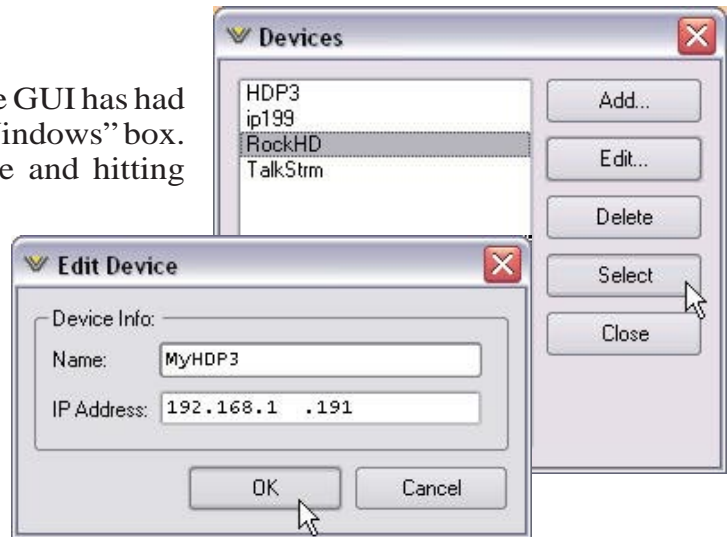 e GUI has had
indows” box.
e and hitting
Devices
HDP3
ip199
RockHD
TalkStrm
Add...
Edit...
Delete
Select
Close
Edit Device
Device Info:
Name: MyHDP3
IP Address: 192.168.1 .191
OK Cancel